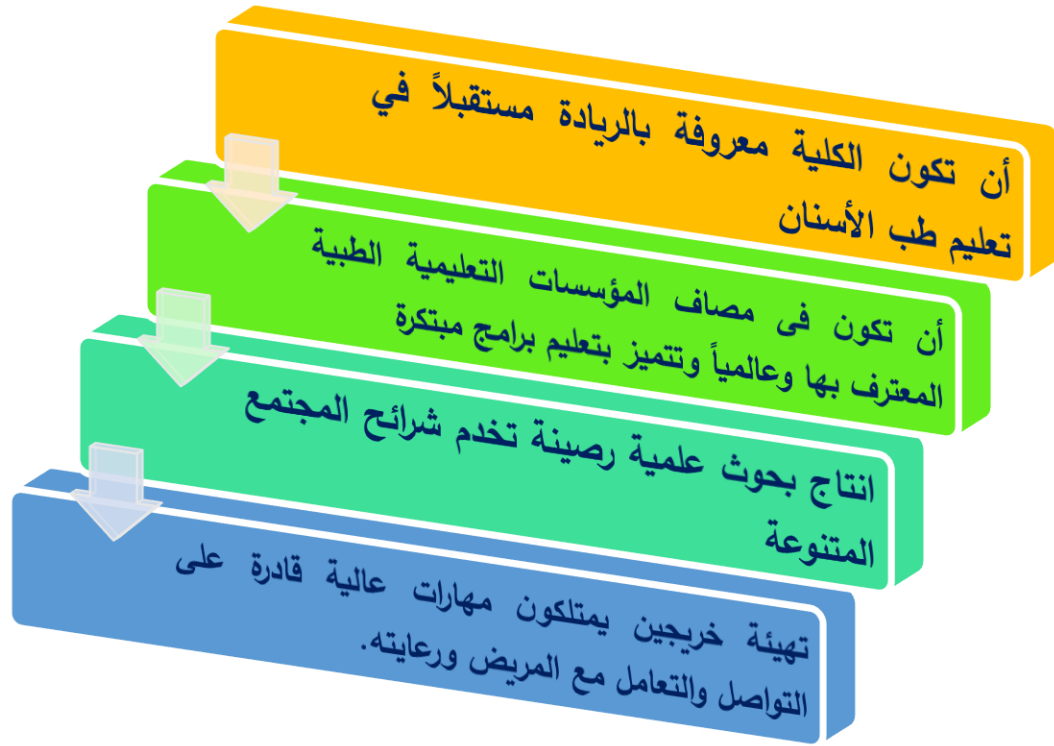 أن تكون الكلية معروفة بالريادة مستقبلاً في
تعليم طب الأسنان
أن تكون فى مصاف المؤسسات التعليمية الطبية
المعترف بها وعالمياً وتتميز بتعليم برامج مبتكرة
انتاج بحوث علمية رصينة تخدم شرائح المجتمع
المتنوعة
تهيئة خريجين يمتلكون مهارات عالية قادرة على
التواصل والتعامل مع المريض ورعايته.